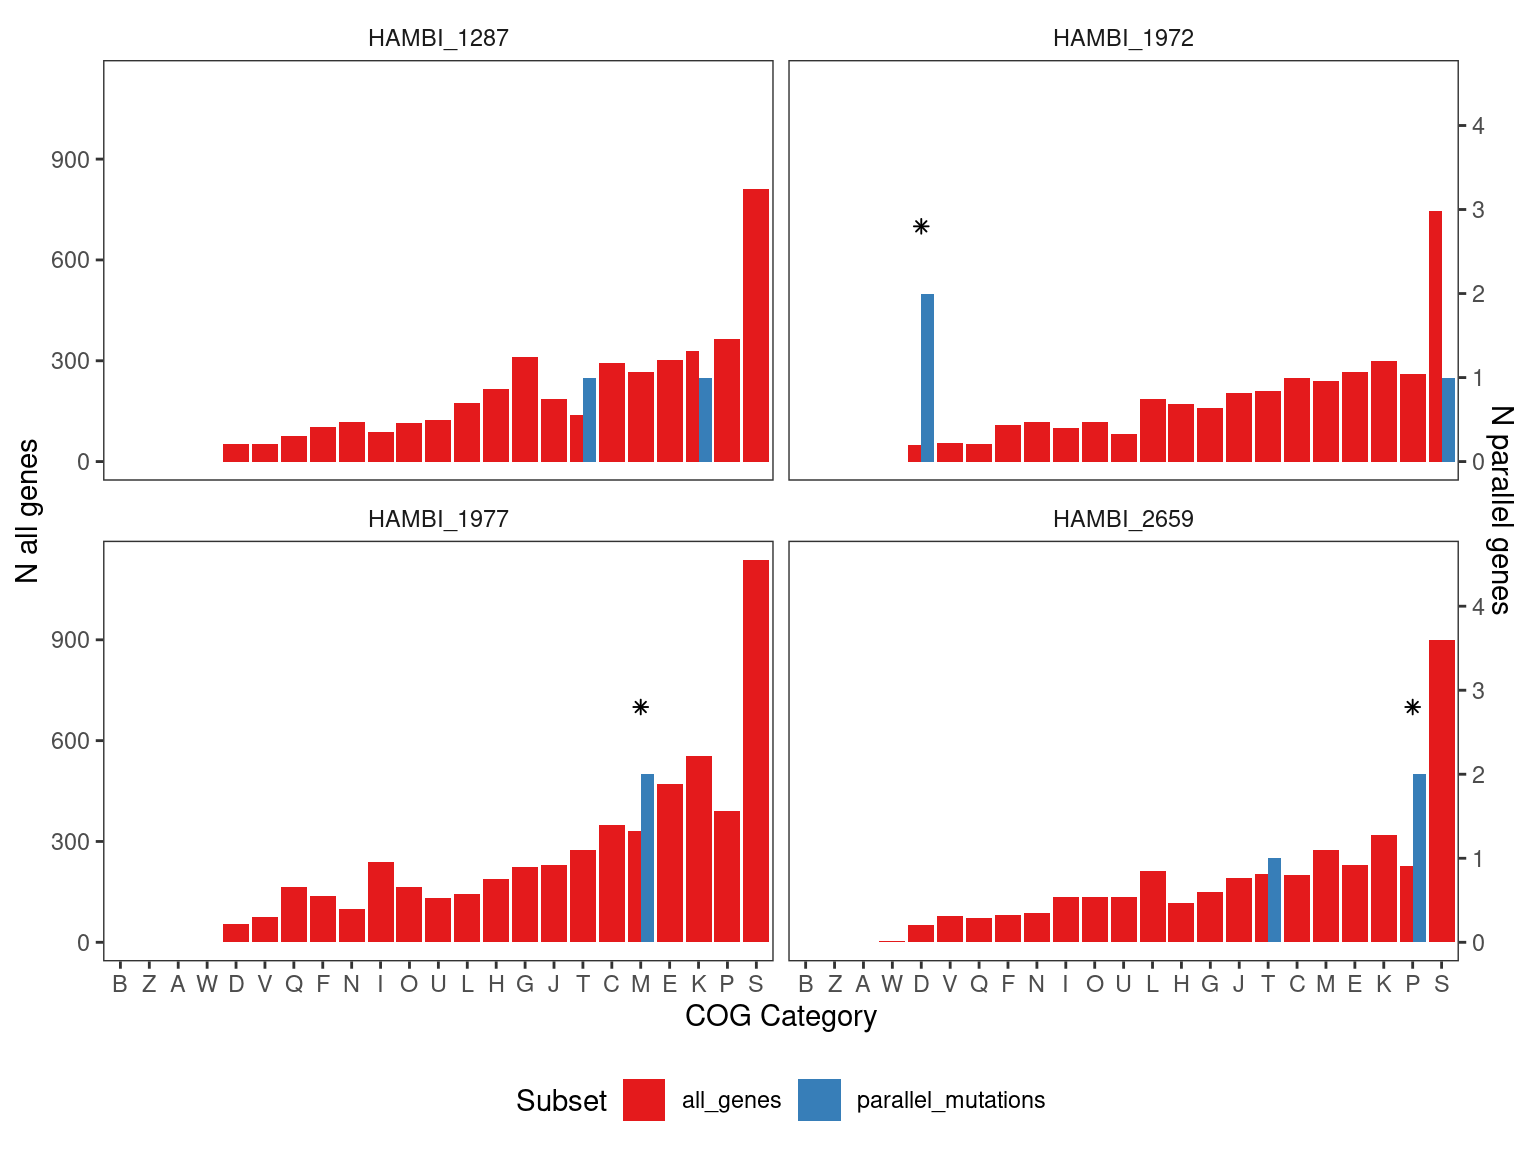 HAMBI_1287 HAMBI_1972
900
600
300
0
4
3
2
1
0
*
N all genes
N parallel genes
HAMBI_1977 HAMBI_2659
900
600
300
0
4
3
2
1
0
* *
B Z A W D V Q F N I O U L H G J T C M E K P S B Z A W D V Q F N I O U L H G J T C M E K P S
COG Category
Subset all_genes parallel_mutations